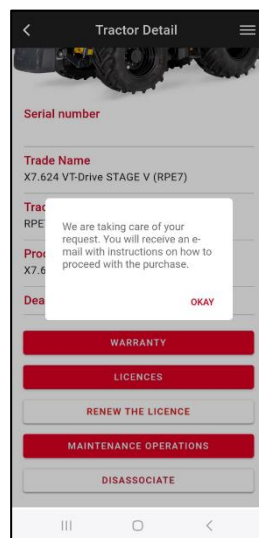 Tractor Detail
Serial number
Trade Name
X7.624 VT-Drive STAGE V (RPE7)
Trac
RPE
We are taking care of your
request. You will receive an e-
mail with instructions on how to
proceed with the purchase.
Prod
X7.6
OKAY
Dea
WARRANTY
LICENCES
RENEW THE LICENCE
MAINTENANCE OPERATIONS
DISASSOCIATE